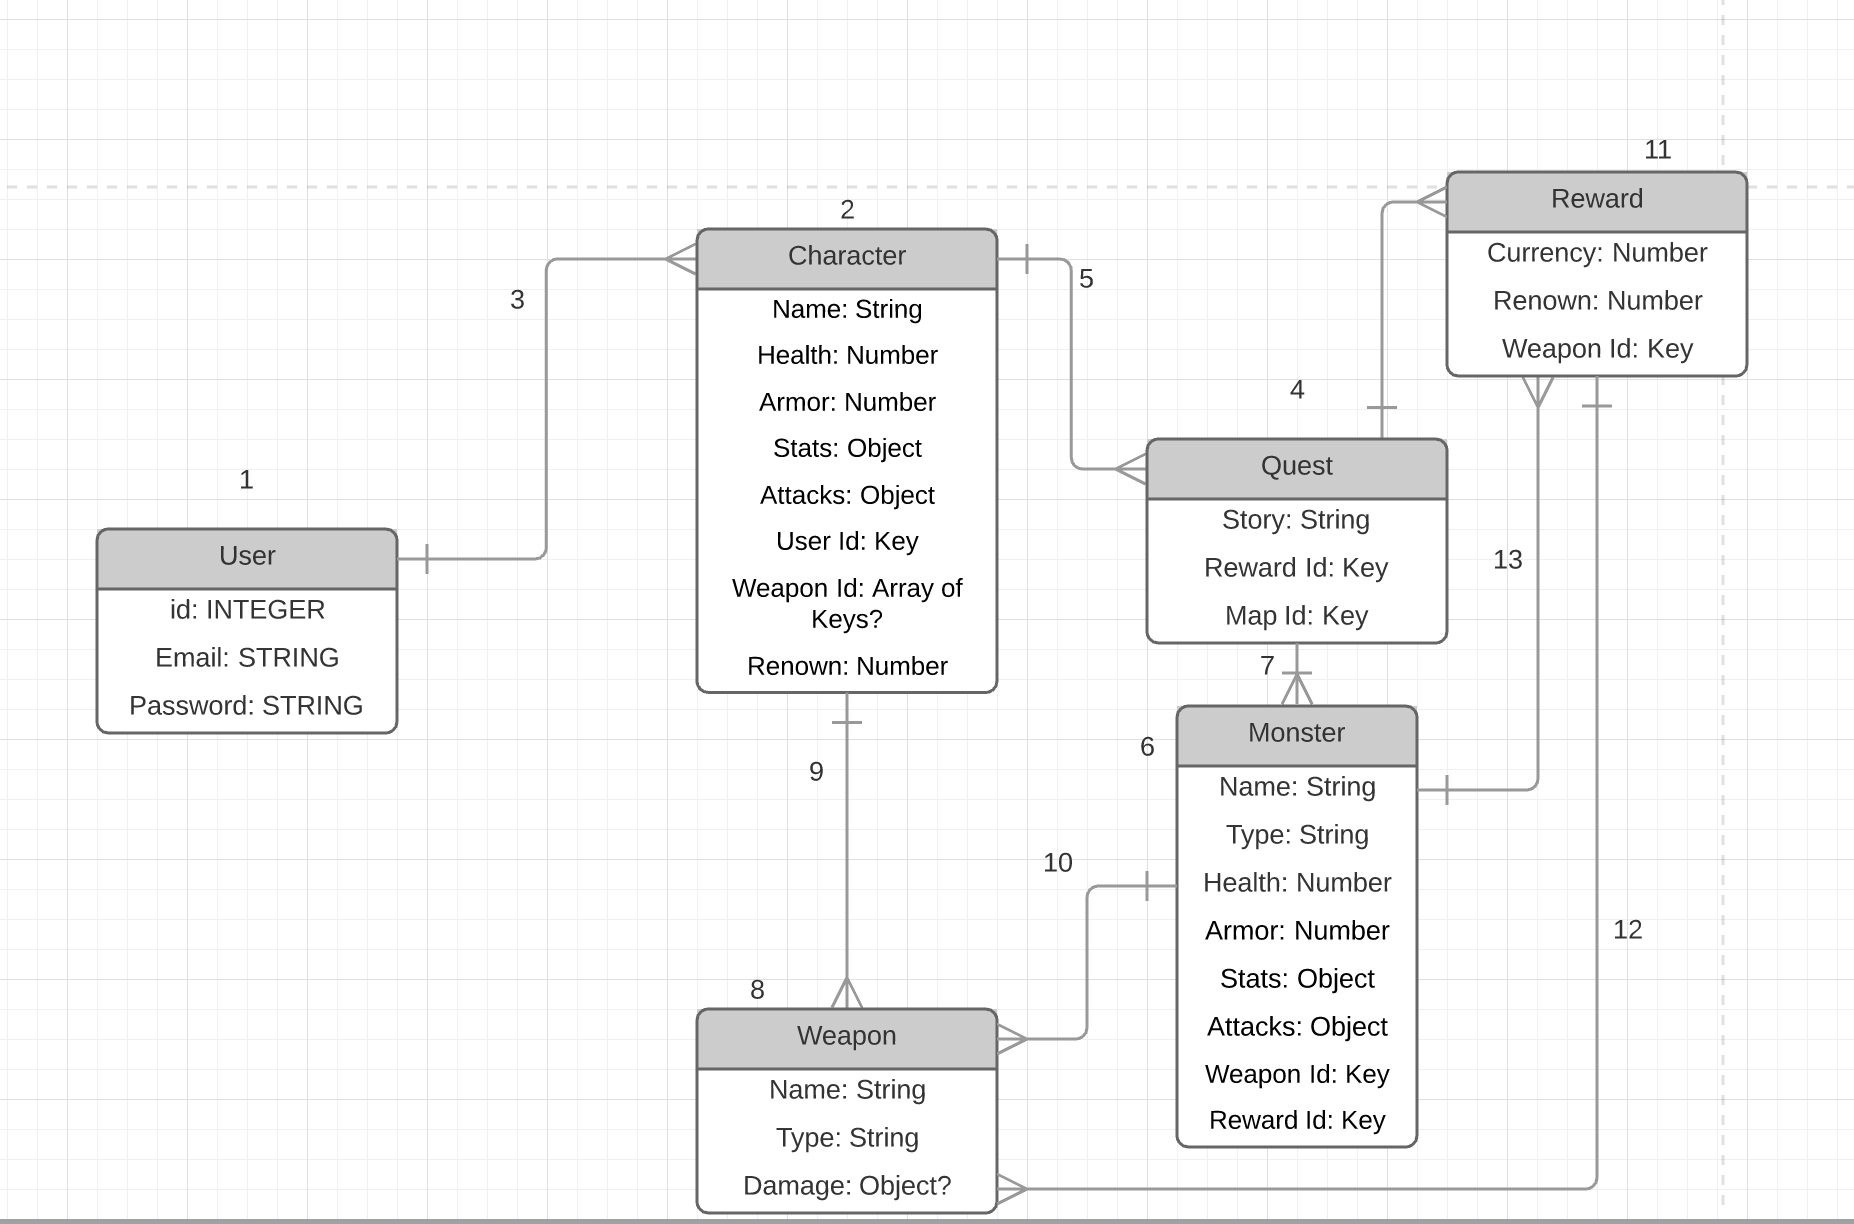 11
Reward
Currency: Number
Renown: Number
Weapon Id: Key
2
Character
Name: String
Health: Number
Armor: Number
Stats: Object
Attacks: Object
User Id: Key
Weapon Id: Array of
Keys?
Renown: Number
3
5
4
1
User
id: INTEGER
Email: STRING
Password: STRING
Quest
Story: String
Reward Id: Key
Map Id: Key
13
7
6
Monster
Name: String
Type: String
Health: Number
Armor: Number
Stats: Object
Attacks: Object
Weapon Id: Key
Reward Id: Key
9
10
12
8
Weapon
Name: String
Type: String
Damage: Object?